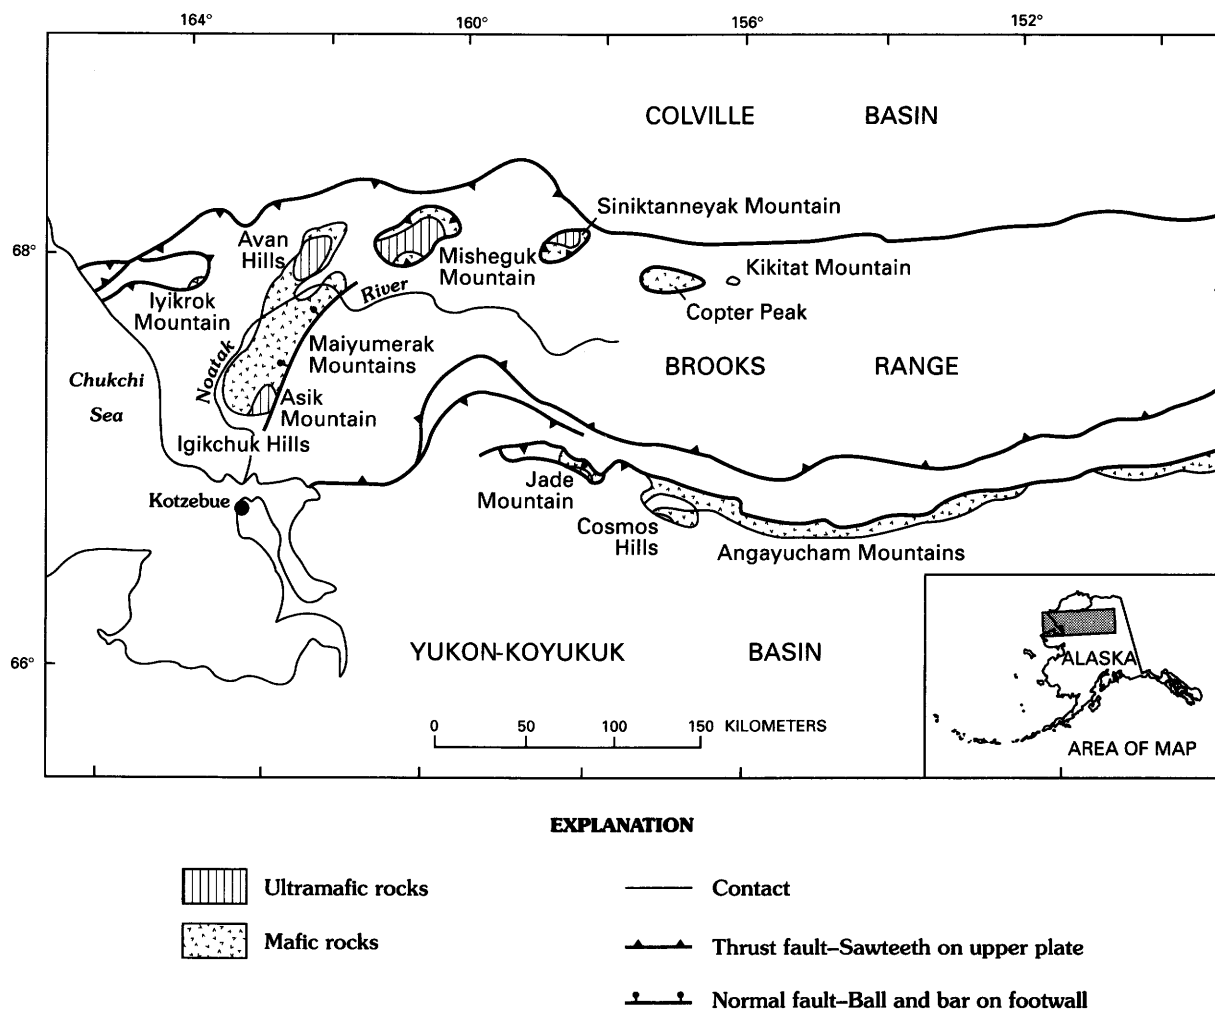 164°
160°
156°
152°
COLVILLE BASIN
Siniktanneyak Mountain
68°
Avan
Hills
Misheguk
Mountain
Kikitat Mountain
Iyikrok
Mountain
River
Copter Peak
Noatak
Maiyumerak
Mountains
BROOKS RANGE
Chukchi
Sea
Asik
Mountain
Igikchuk Hills
Jade
Mountain
Kotzebue
Cosmos
Hills
Angayucham Mountains
66°
YUKON-KOYUKUK BASIN
ALASKA
0 50 100 150 KILOMETERS
AREA OF MAP
EXPLANATION
Ultramafic rocks
Contact
Mafic rocks
Thrust fault–Sawteeth on upper plate
Normal fault–Ball and bar on footwall